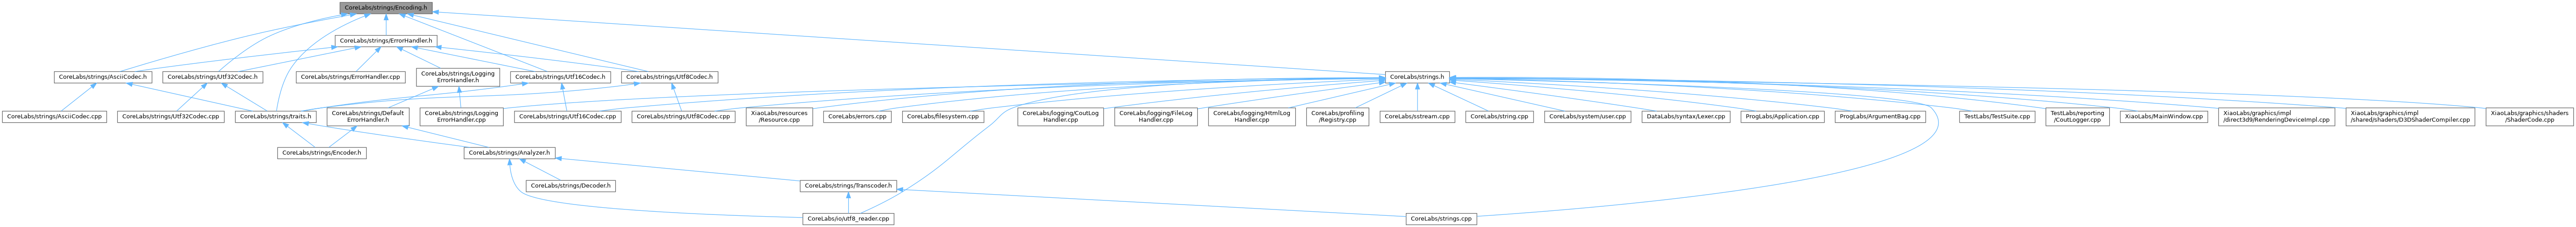 CoreLabs/strings/Encoding.h
CoreLabs/strings/ErrorHandler.h
CoreLabs/strings/AsciiCodec.h
CoreLabs/strings/Utf32Codec.h
CoreLabs/strings/ErrorHandler.cpp
CoreLabs/strings/Logging
ErrorHandler.h
CoreLabs/strings/Utf16Codec.h
CoreLabs/strings/Utf8Codec.h
CoreLabs/strings.h
CoreLabs/strings/AsciiCodec.cpp
CoreLabs/strings/Utf32Codec.cpp
CoreLabs/strings/traits.h
CoreLabs/strings/Default
ErrorHandler.h
CoreLabs/strings/Logging
ErrorHandler.cpp
CoreLabs/strings/Utf16Codec.cpp
CoreLabs/strings/Utf8Codec.cpp
XiaoLabs/resources
/Resource.cpp
CoreLabs/errors.cpp
CoreLabs/filesystem.cpp
CoreLabs/logging/CoutLog
Handler.cpp
CoreLabs/logging/FileLog
Handler.cpp
CoreLabs/logging/HtmlLog
Handler.cpp
CoreLabs/profiling
/Registry.cpp
CoreLabs/sstream.cpp
CoreLabs/string.cpp
CoreLabs/system/user.cpp
DataLabs/syntax/Lexer.cpp
ProgLabs/Application.cpp
ProgLabs/ArgumentBag.cpp
TestLabs/TestSuite.cpp
TestLabs/reporting
/CoutLogger.cpp
XiaoLabs/MainWindow.cpp
XiaoLabs/graphics/impl
/direct3d9/RenderingDeviceImpl.cpp
XiaoLabs/graphics/impl
/shared/shaders/D3DShaderCompiler.cpp
XiaoLabs/graphics/shaders
/ShaderCode.cpp
CoreLabs/strings/Encoder.h
CoreLabs/strings/Analyzer.h
CoreLabs/strings/Decoder.h
CoreLabs/strings/Transcoder.h
CoreLabs/io/utf8_reader.cpp
CoreLabs/strings.cpp